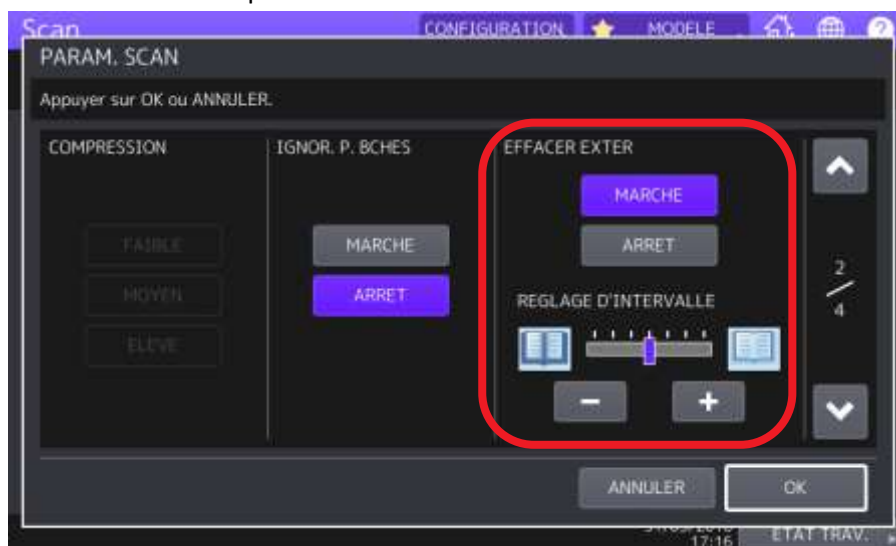 Scan CONFIGURATION MODELE
PARAM. SCAN
Appuyer sur OK ou ANNULER.
COMPRESSION
FAIBLE
MOYEN
ELEVE
IGNOR. P. BCHES
MARCHE
ARRET
EFFACER EXTER
MARCHE
ARRET
REGLAGE D'INTERVALLE
2
4
ANNULER
OK
17:16
ETAT TRAV.